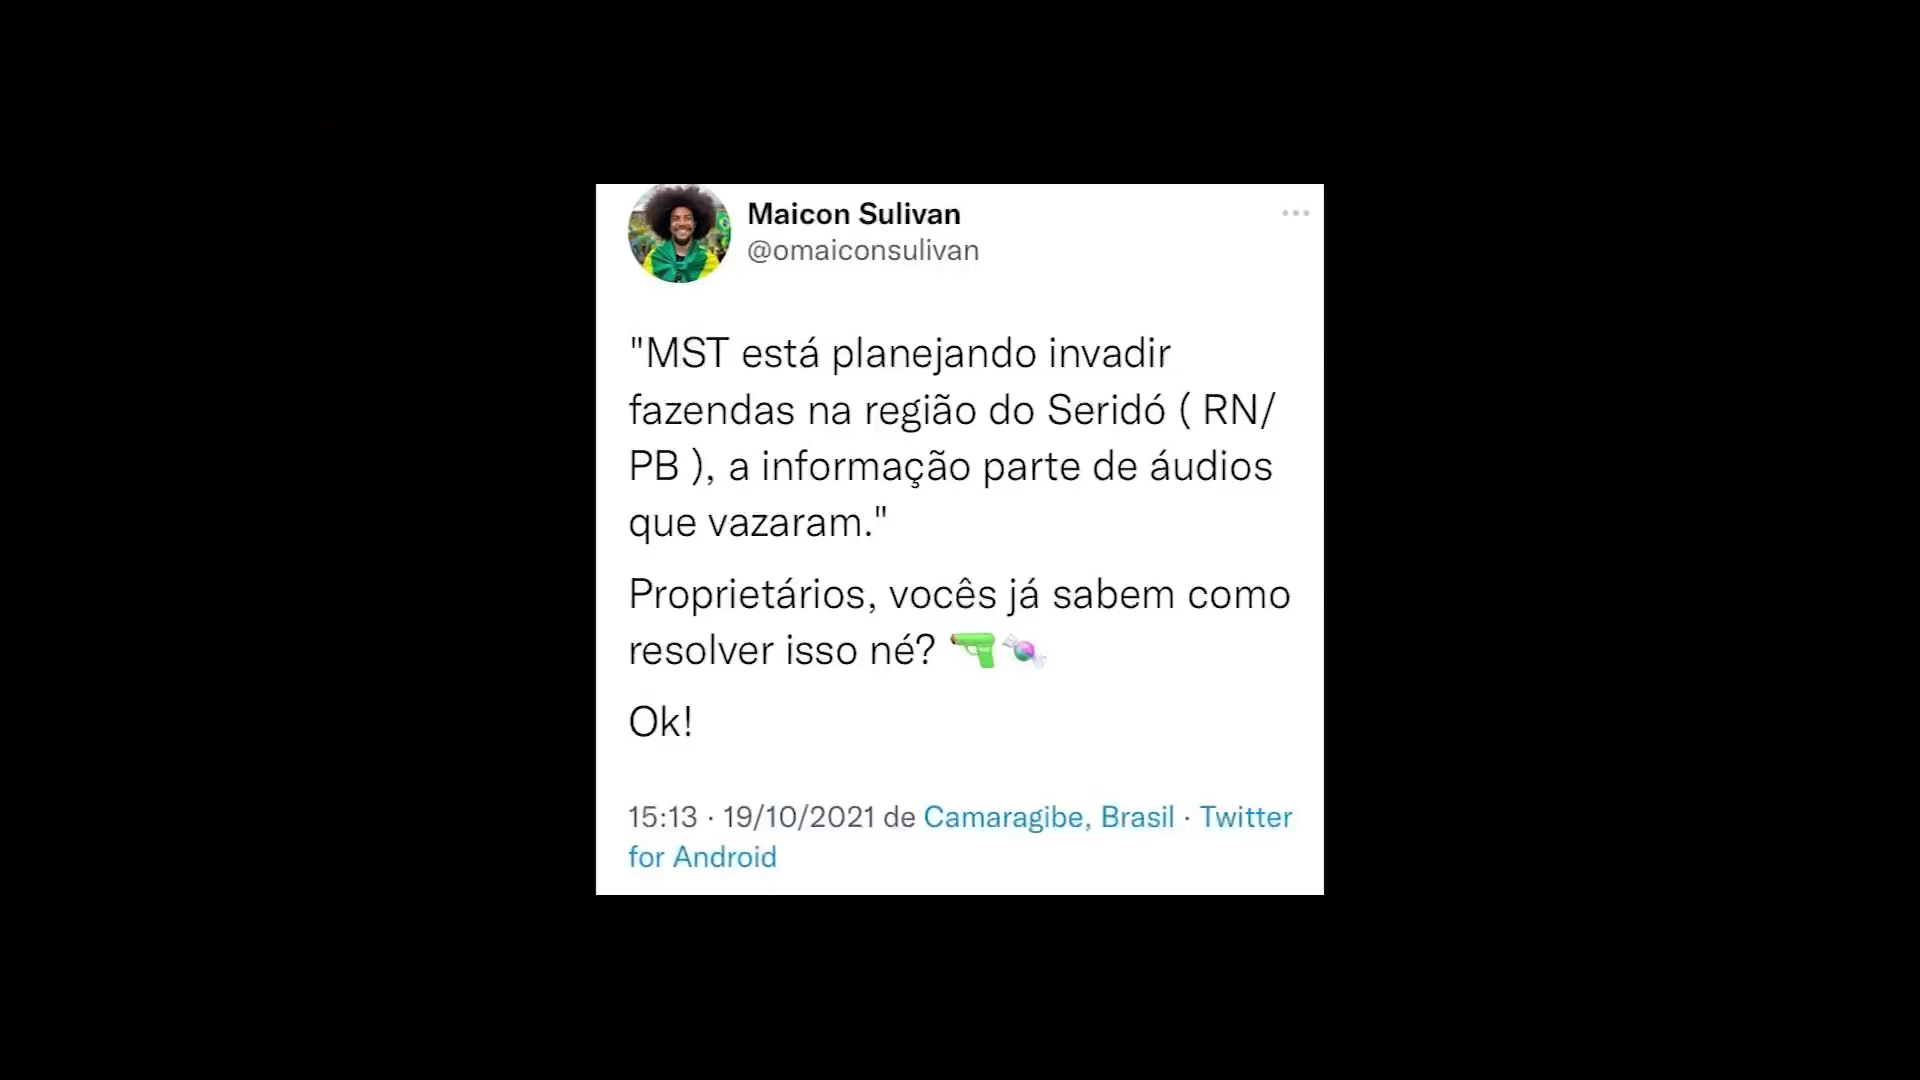 Maicon Sulivan
@omaiconsulivan
"MST está planejando invadir
fazendas na região do Seridó ( RN/
PB ), a informação parte de áudios
que vazaram."
Proprietários, vocês já sabem como
resolver isso né? 🔫🍬
Ok!
15:13 · 19/10/2021 de Camaragibe, Brasil · Twitter
for Android